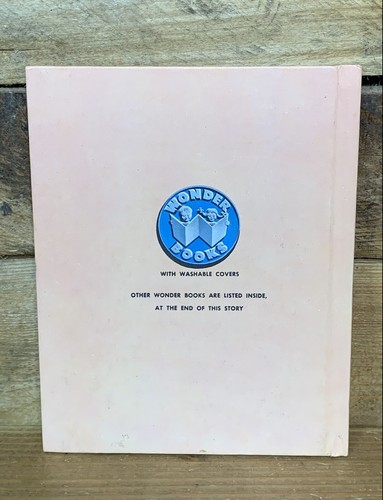 WONDER
BOOKS
WITH WASHABLE COVERS
OTHER WONDER BOOKS ARE LISTED INSIDE,
AT THE END OF THIS STORY